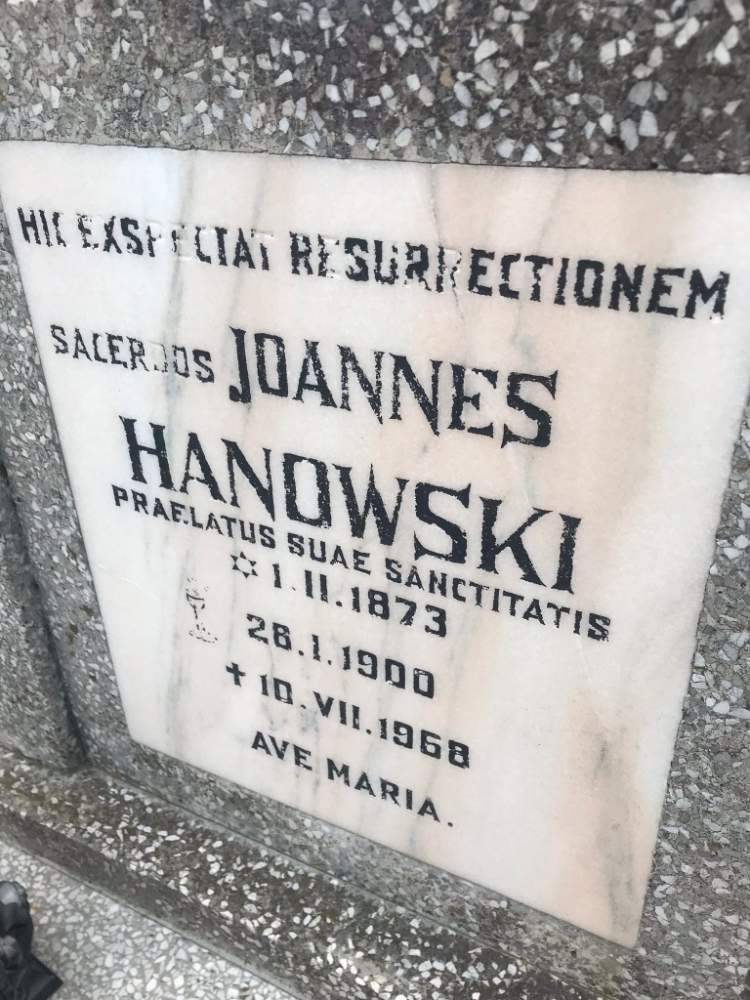 HIC EXSPECTAT RESURRECTIONEM
SACERDOS JOANNES
HANOWSKI
PRAELATUS SUAE SANCTITATIS
✡ 1.II.1873
26.I.1900
✝ 10.VII.1968
AVE MARIA.